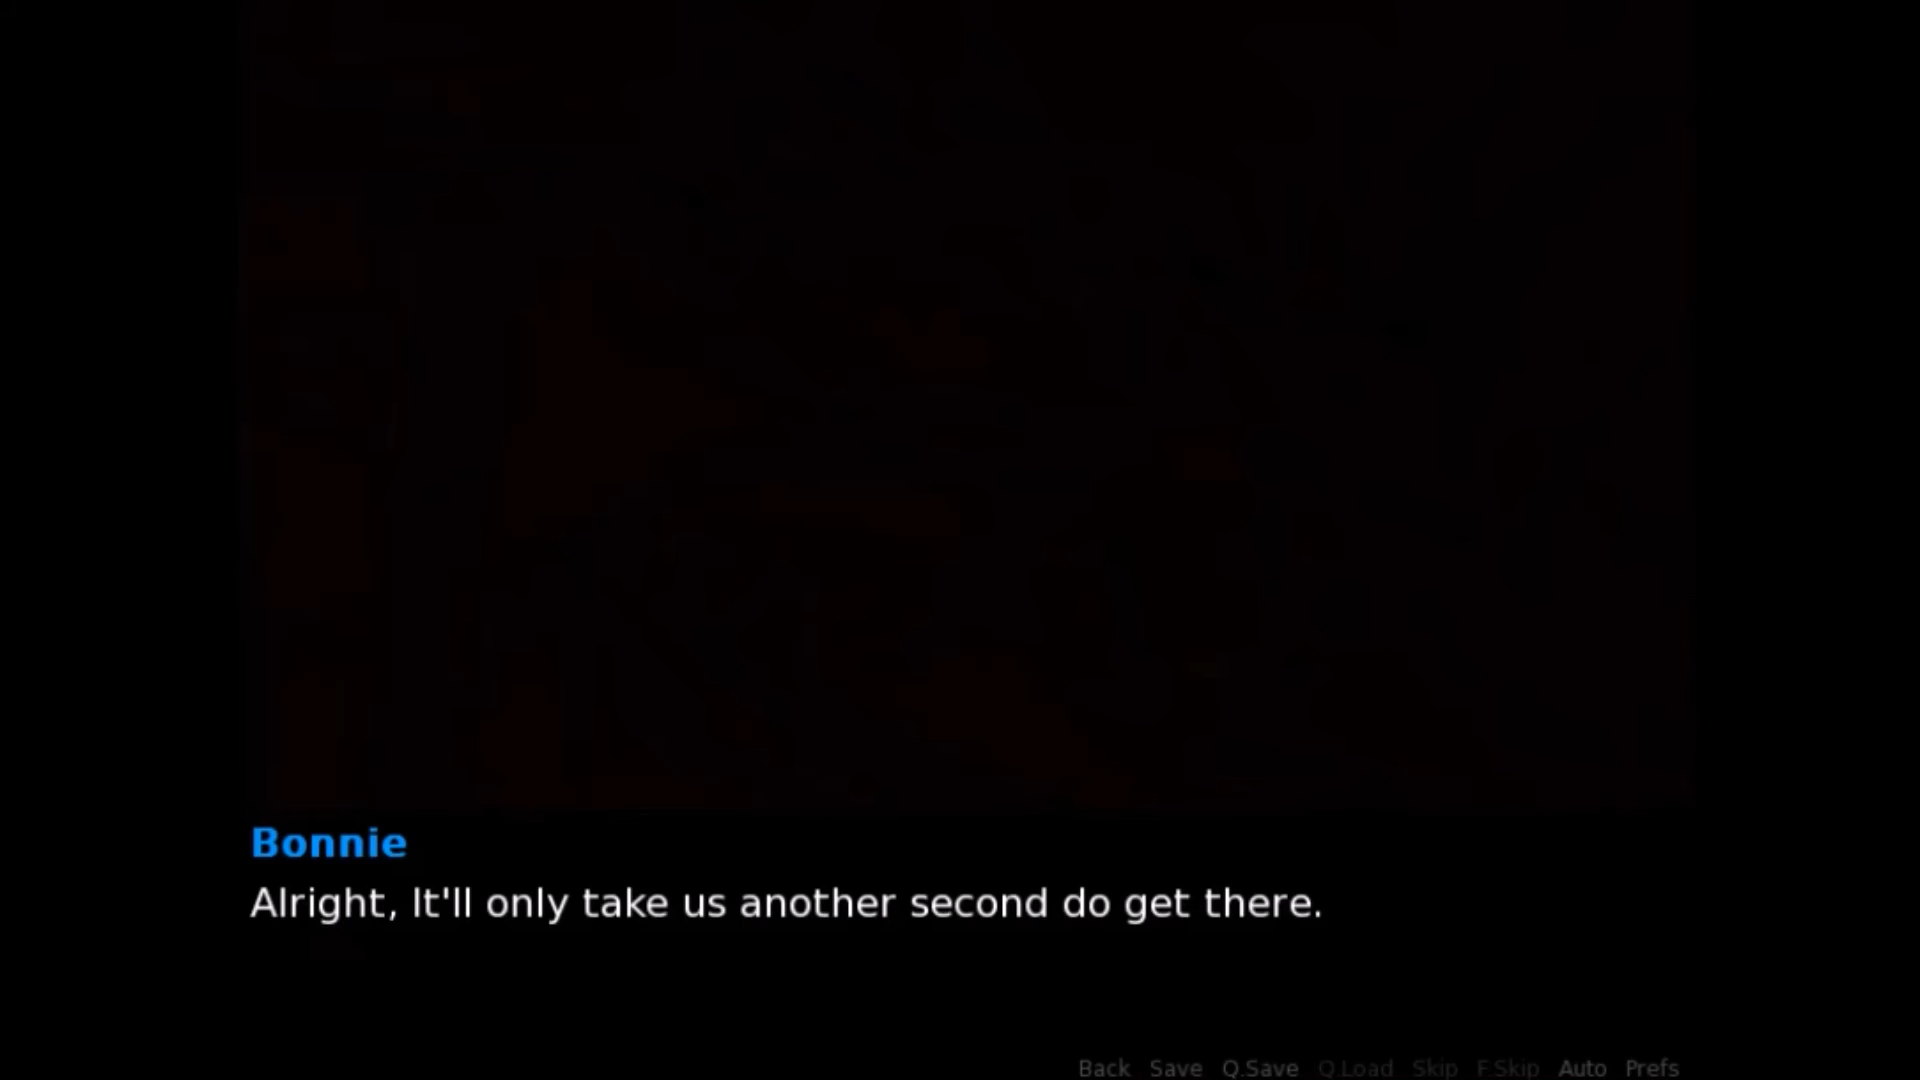 Bonnie
Alright, It'll only take us another second do get there.
Back Save Q.Save Q.Load Skip F.Skip Auto Prefs